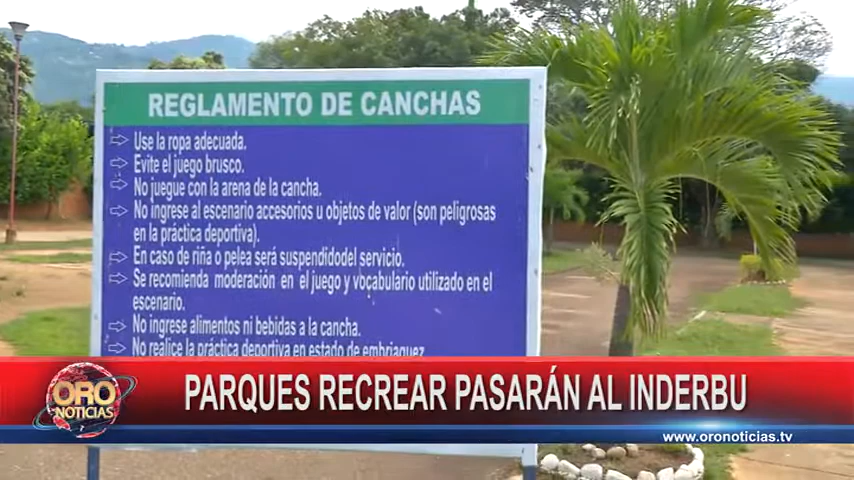 REGLAMENTO DE CANCHAS
Use la ropa adecuada.
Evite el juego brusco.
No juegue con la arena de la cancha.
No ingrese al escenario accesorios u objetos de valor (son peligrosas
en la práctica deportiva).
En caso de riña o pelea será suspendidodel servicio.
Se recomienda moderación en el juego y vocabulario utilizado en el
escenario.
No ingrese alimentos ni bebidas a la cancha.
No realice la práctica deportiva en estado de embriaguez
ORO
NOTICIAS
PARQUES RECREAR PASARÁN AL INDERBU
www.oronoticias.tv